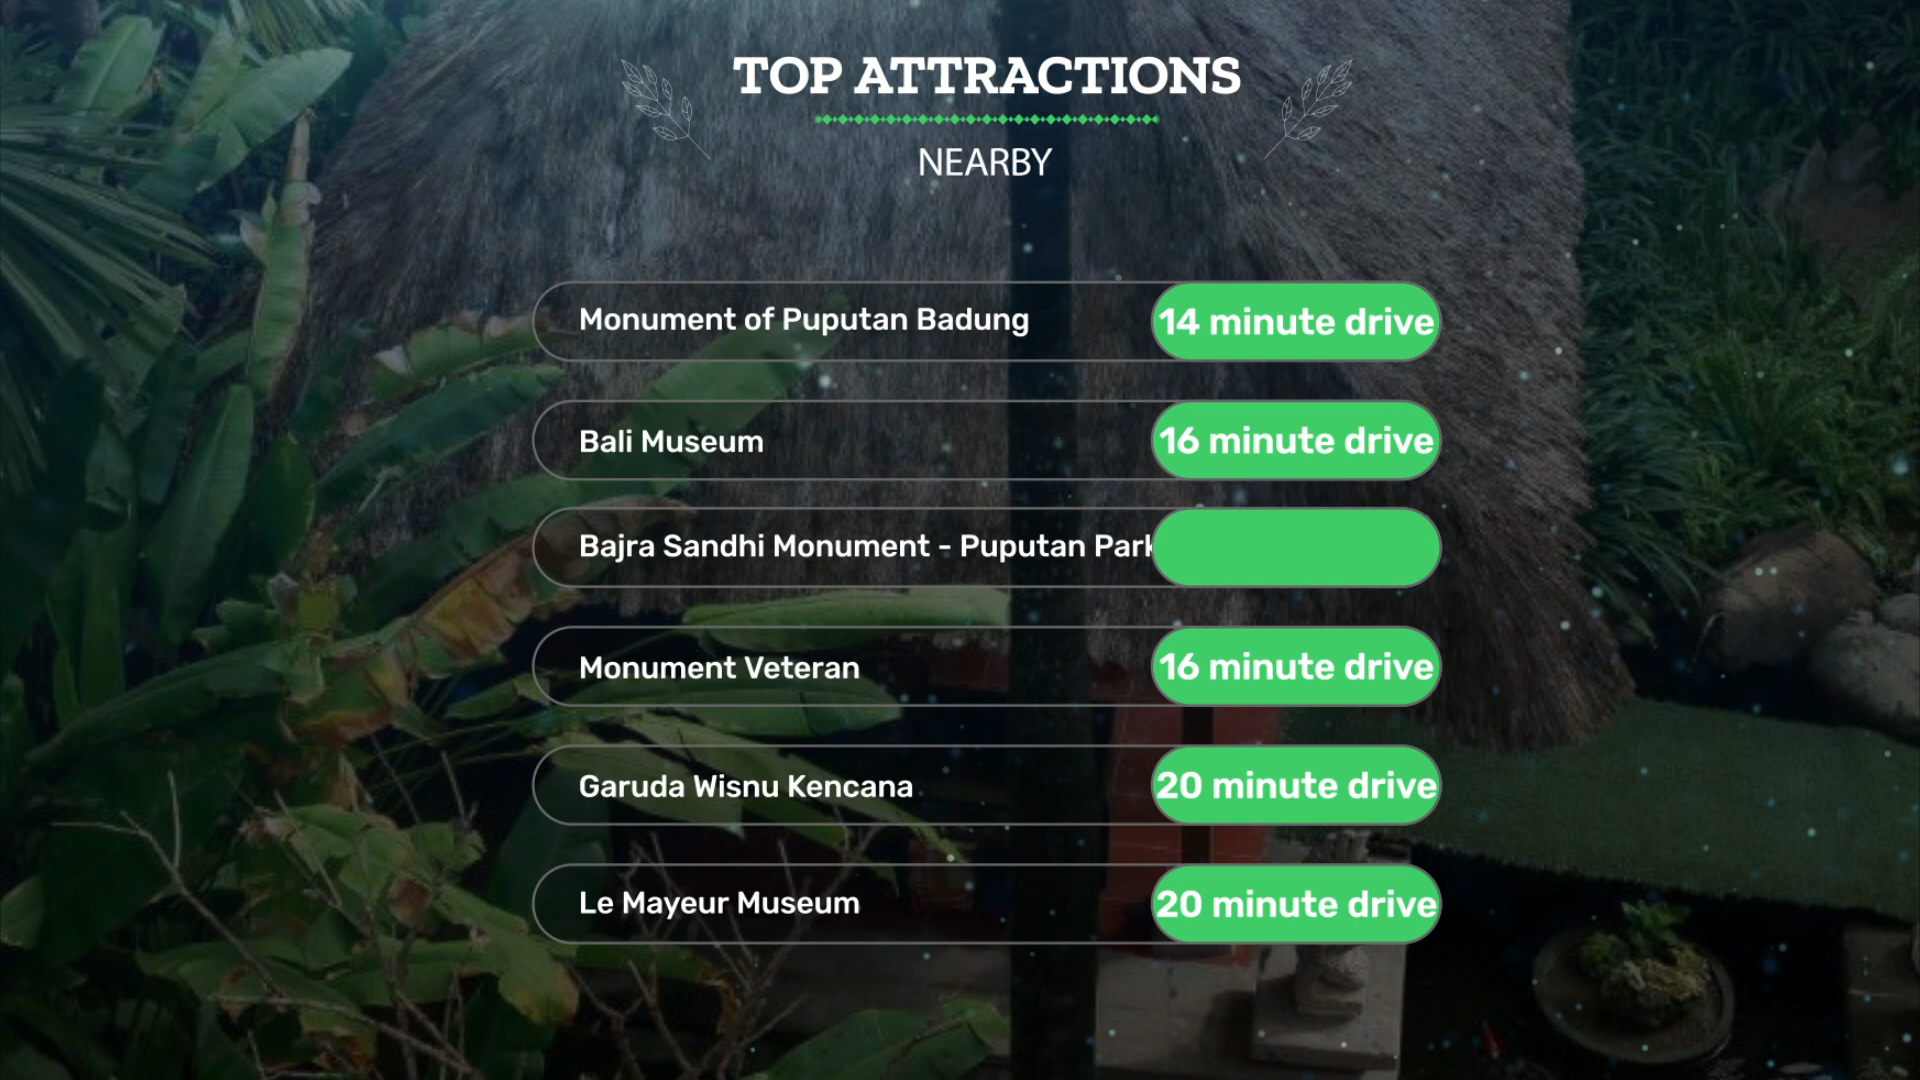 TOP ATTRACTIONS
NEARBY
Monument of Puputan Badung
14 minute drive
Bali Museum
16 minute drive
Bajra Sandhi Monument - Puputan Park
Monument Veteran
16 minute drive
Garuda Wisnu Kencana
20 minute drive
Le Mayeur Museum
20 minute drive